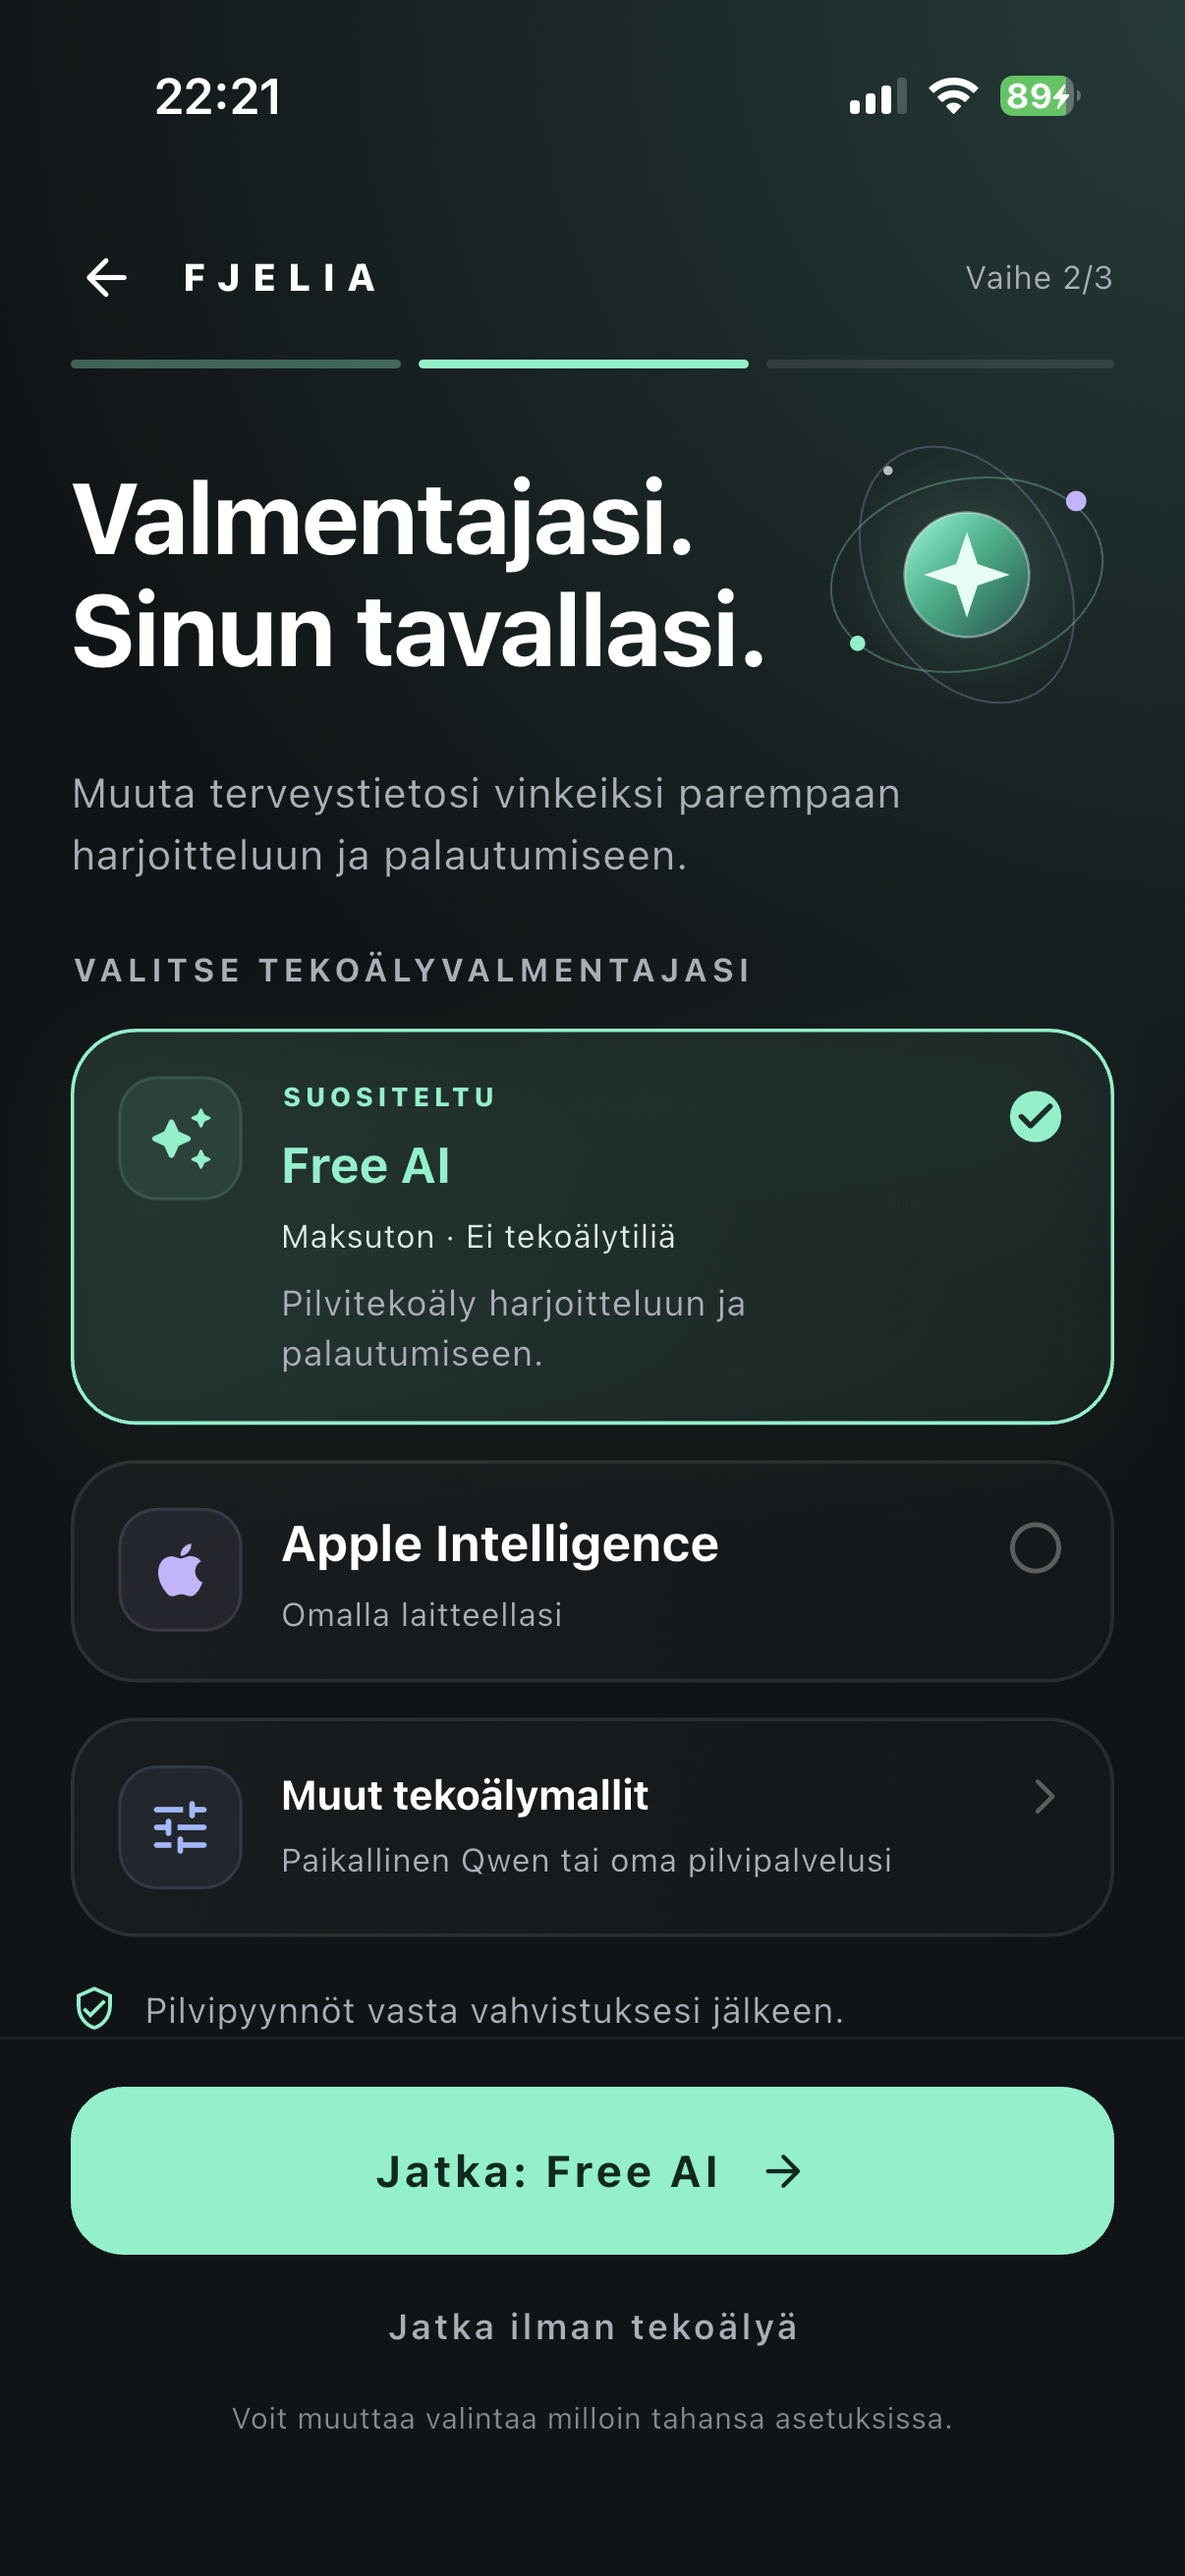 22:21
89
FJELIA
Vaihe 2/3
Valmentajasi.
Sinun tavallasi.
Muuta terveystietosi vinkeiksi parempaan
harjoitteluun ja palautumiseen.
VALITSE TEKOÄLYVALMENTAJASI
SUOSITELTU
Free AI
Maksuton · Ei tekoälytiliä
Pilvitekoäly harjoitteluun ja
palautumiseen.
Apple Intelligence
Omalla laitteellasi
Muut tekoälymallit
Paikallinen Qwen tai oma pilvipalvelusi
Pilvipyynnöt vasta vahvistuksesi jälkeen.
Jatka: Free AI
Jatka ilman tekoälyä
Voit muuttaa valintaa milloin tahansa asetuksissa.